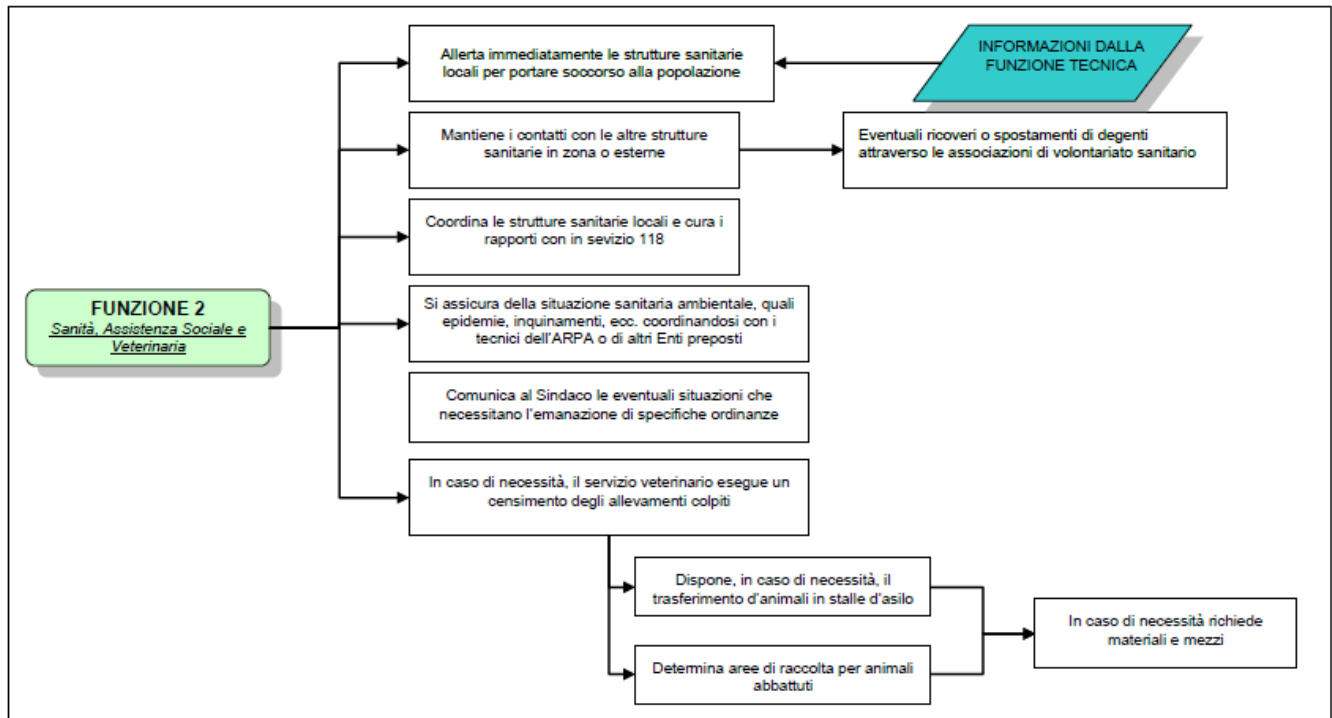 Allerta immediatamente le strutture sanitarie
locali per portare soccorso alla popolazione
INFORMAZIONI DALLA
FUNZIONE TECNICA
Mantiene i contatti con le altre strutture
sanitarie in zona o esterne
Eventuali ricoveri o spostamenti di degenti
attraverso le associazioni di volontariato sanitario
Coordina le strutture sanitarie locali e cura i
rapporti con in sevizio 118
FUNZIONE 2
Sanità, Assistenza Sociale e
Veterinaria
Si assicura della situazione sanitaria ambientale, quali
epidemie, inquinamenti, ecc. coordinandosi con i
tecnici dell'ARPA o di altri Enti preposti
Comunica al Sindaco le eventuali situazioni che
necessitano l'emanazione di specifiche ordinanze
In caso di necessità, il servizio veterinario esegue un
censimento degli allevamenti colpiti
Dispone, in caso di necessità, il
trasferimento d'animali in stalle d'asilo
In caso di necessità richiede
materiali e mezzi
Determina aree di raccolta per animali
abbattuti